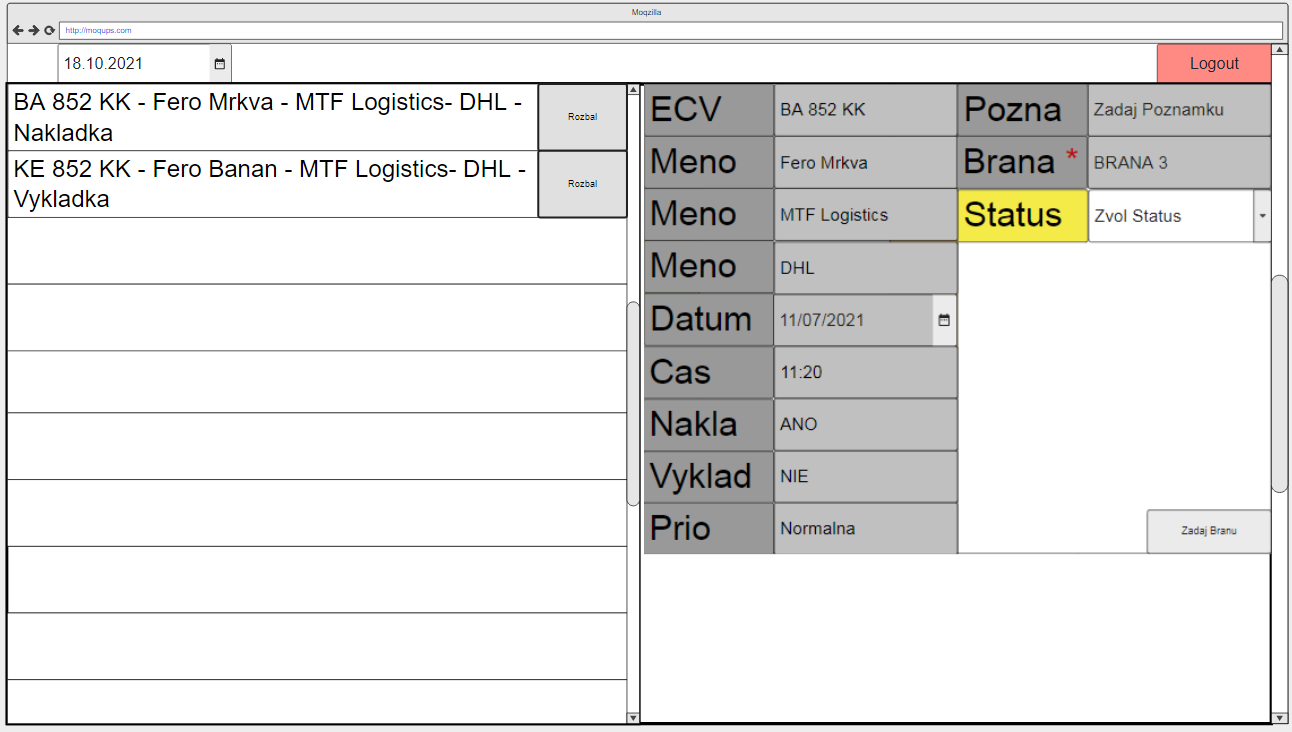 Moqzilla
http://moqups.com
18.10.2021
Logout
BA 852 KK - Fero Mrkva - MTF Logistics- DHL -
Nakladka
Rozbal
KE 852 KK - Fero Banan - MTF Logistics- DHL -
Vykladka
Rozbal
ECV BA 852 KK Pozna Zadaj Poznamku
Meno Fero Mrkva Brana * BRANA 3
Meno MTF Logistics Status Zvol Status
Meno DHL
Datum 11/07/2021
Cas 11:20
Nakla ANO
Vyklad NIE
Prio Normalna
Zadaj Branu